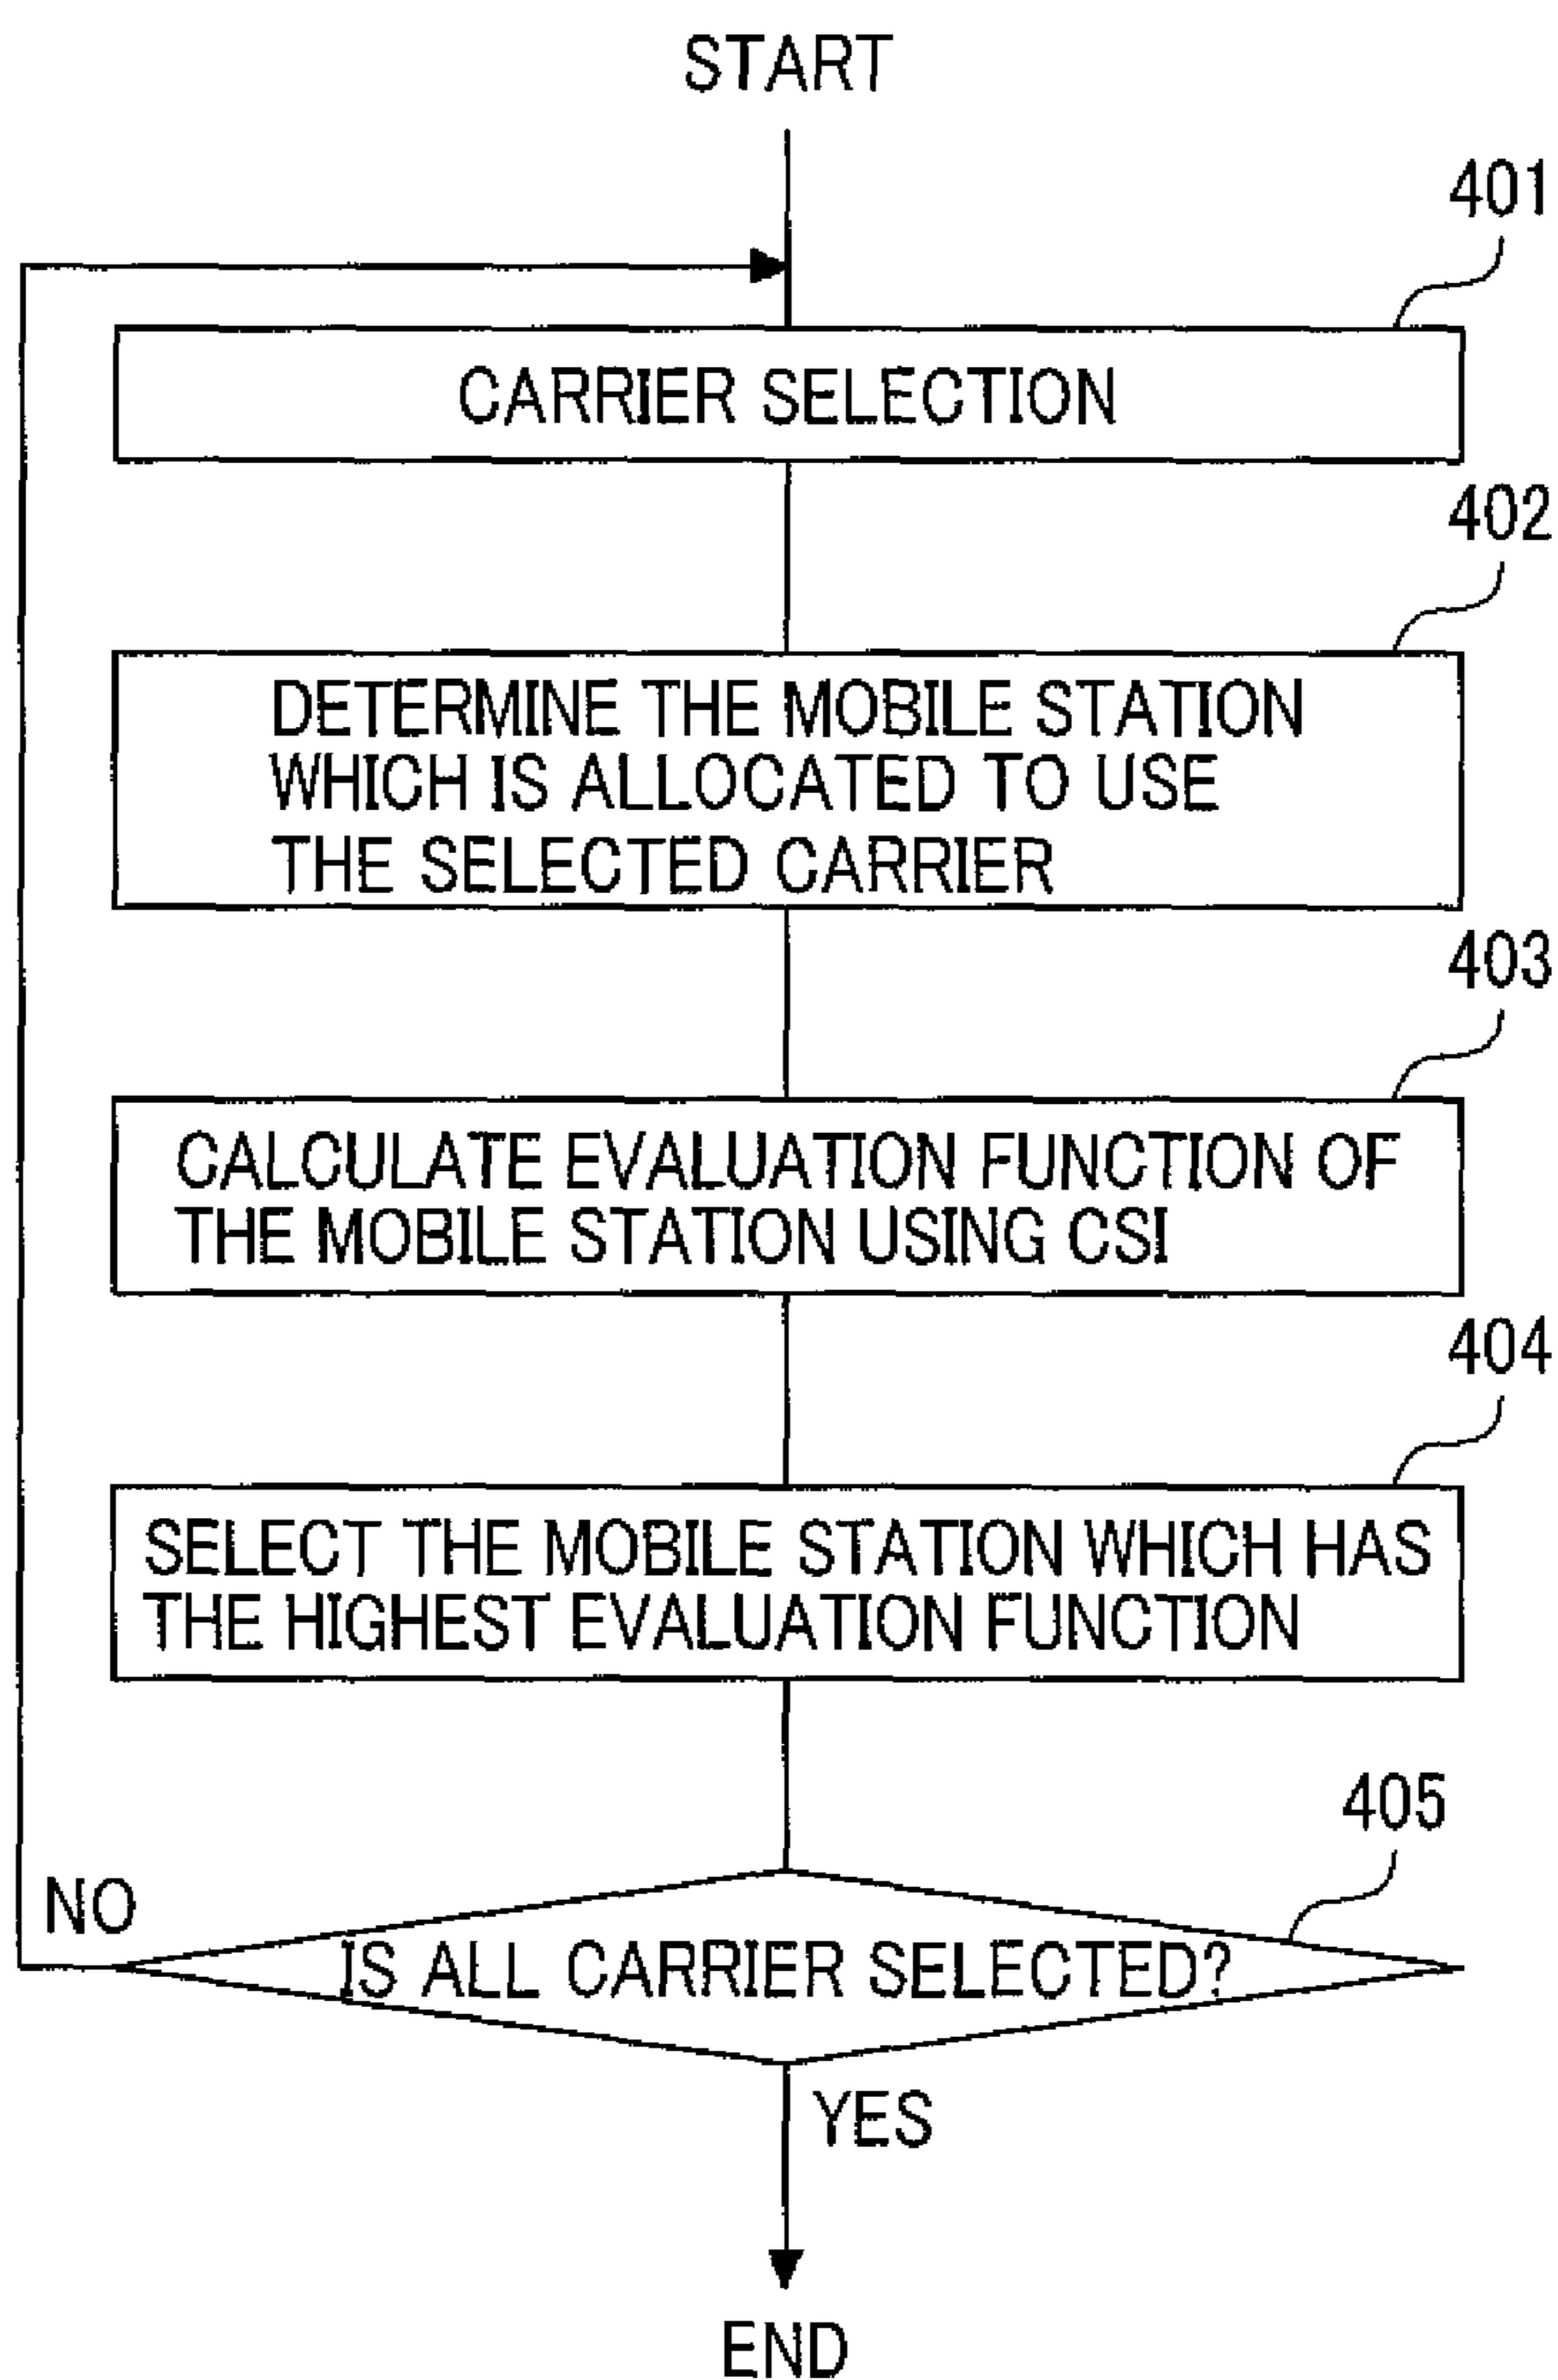 START
401
CARRIER SELECTION
402
DETERMINE THE MOBILE STATION
WHICH IS ALLOCATED TO USE
THE SELECTED CARRIER
403
CALCULATE EVALUATION FUNCTION OF
THE MOBILE STATION USING CSI
404
SELECT THE MOBILE STATION WHICH HAS
THE HIGHEST EVALUATION FUNCTION
405
NO
IS ALL CARRIER SELECTED?
YES
END